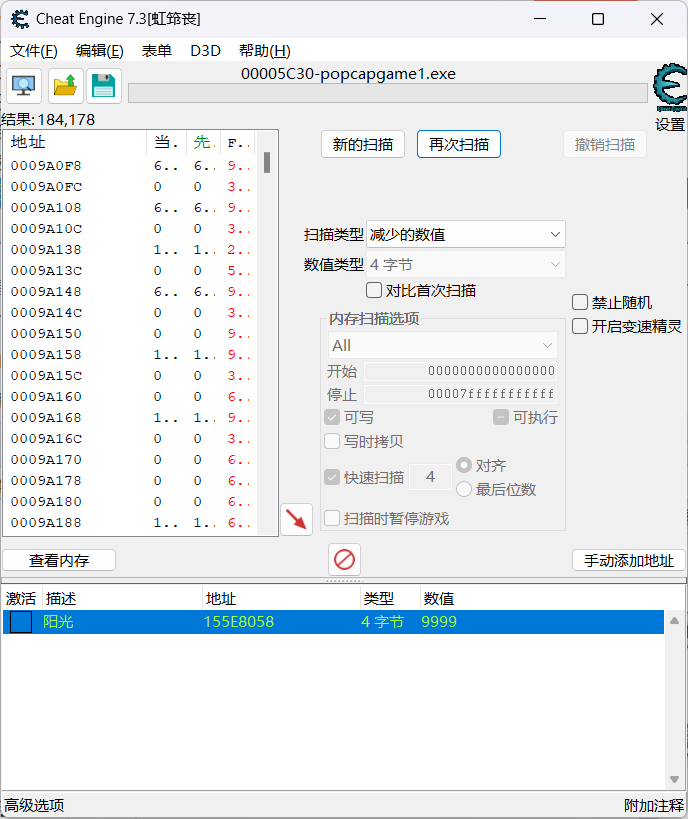 Cheat Engine 7.3[虹筇丧]
文件(F) 编辑(E) 表单 D3D 帮助(H)
00005C30-popcapgame1.exe
设置
结果: 184,178
地址 当. 先. F..
0009A0F8 6.. 6.. 9..
0009A0FC 0 0 3..
0009A108 6.. 6.. 9..
0009A10C 0 0 3..
0009A138 1.. 1.. 2..
0009A13C 0 0 5..
0009A148 6.. 6.. 9..
0009A14C 0 0 3..
0009A150 0 0 9..
0009A158 1.. 1.. 9..
0009A15C 0 0 3..
0009A160 0 0 6..
0009A168 1.. 1.. 9..
0009A16C 0 0 3..
0009A170 0 0 6..
0009A178 0 0 6..
0009A180 0 0 6..
0009A188 1.. 1.. 6..
新的扫描 再次扫描 撤销扫描
扫描类型 减少的数值
数值类型 4 字节
对比首次扫描
内存扫描选项
All
开始 0000000000000000
停止 00007fffffffffff
可写 可执行
写时拷贝
快速扫描 4 对齐
最后位数
扫描时暂停游戏
禁止随机
开启变速精灵
查看内存 手动添加地址
激活 描述 地址 类型 数值
阳光 155E8058 4 字节 9999
高级选项 附加注释